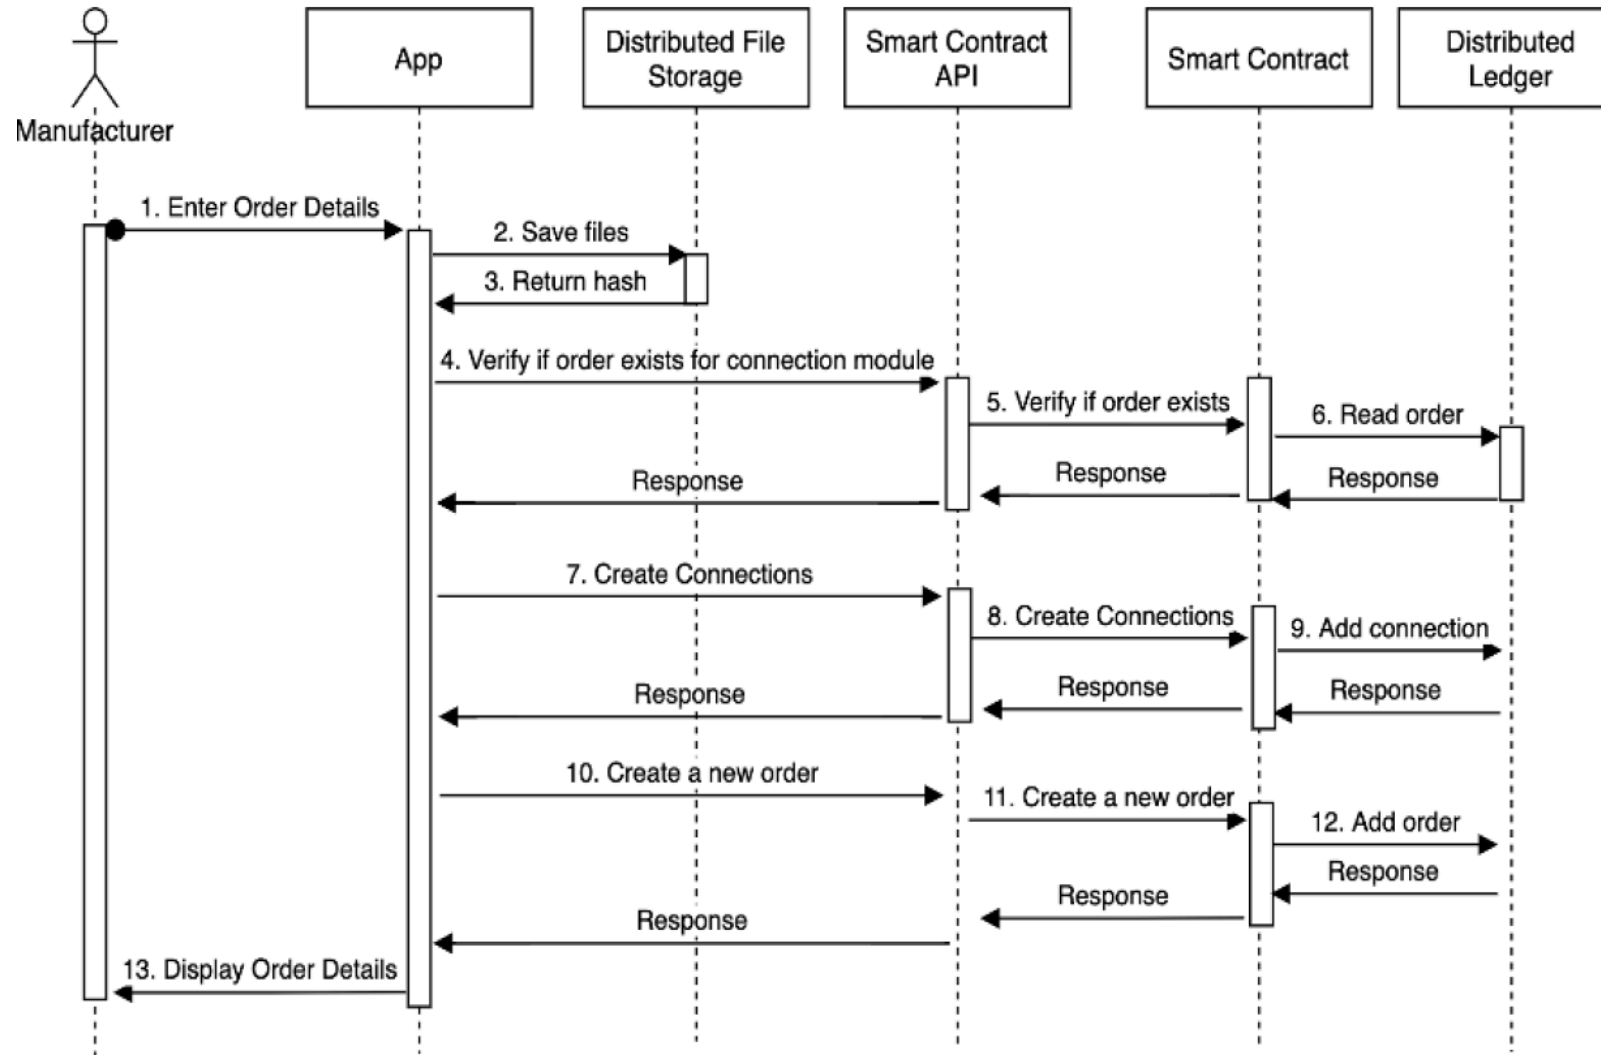 App
Distributed File
Storage
Smart Contract
API
Smart Contract
Distributed
Ledger
Manufacturer
1. Enter Order Details
2. Save files
3. Return hash
4. Verify if order exists for connection module
5. Verify if order exists
6. Read order
Response
Response
Response
7. Create Connections
8. Create Connections
9. Add connection
Response
Response
Response
10. Create a new order
11. Create a new order
12. Add order
Response
Response
Response
13. Display Order Details